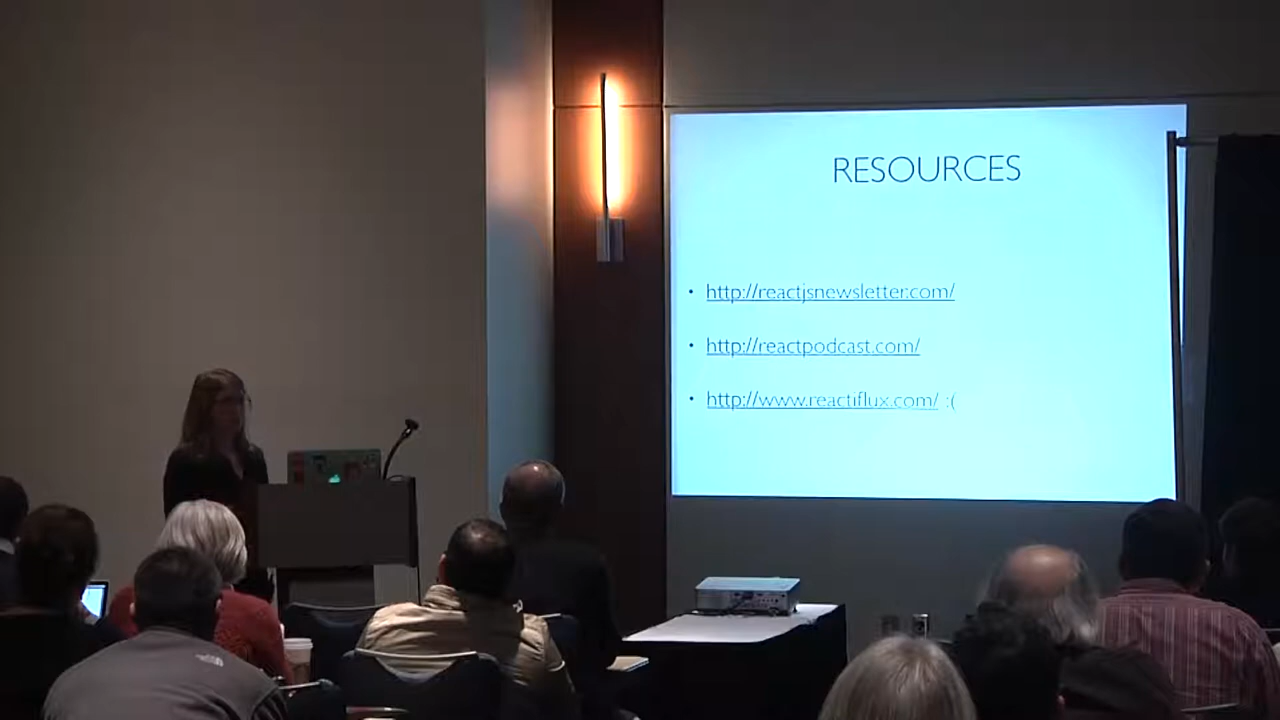 RESOURCES
• http://reactjsnewsletter.com/
• http://reactpodcast.com/
• http://www.reactiflux.com/ :(